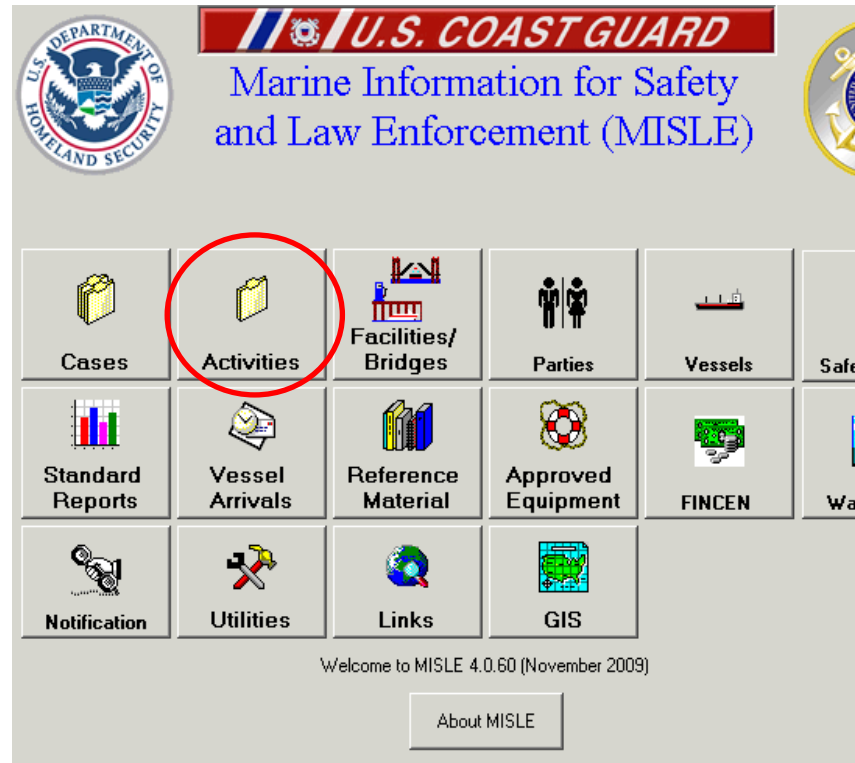 U.S. DEPARTMENT OF HOMELAND SECURITY
U.S. COAST GUARD
Marine Information for Safety
and Law Enforcement (MISLE)
Cases
Activities
Facilities/
Bridges
Parties
Vessels
Standard
Reports
Vessel
Arrivals
Reference
Material
Approved
Equipment
FINCEN
Notification
Utilities
Links
GIS
Welcome to MISLE 4.0.60 (November 2009)
About MISLE